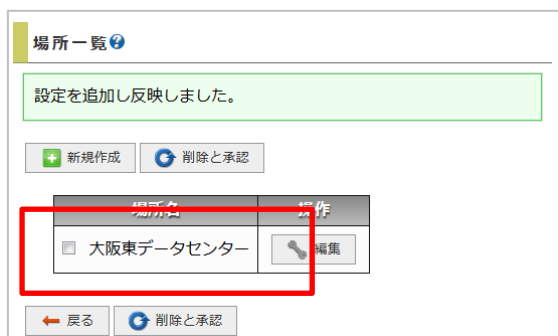 場所一覧
設定を追加し反映しました。
新規作成 削除と承認
場所名 操作
大阪東データセンター 編集
戻る 削除と承認